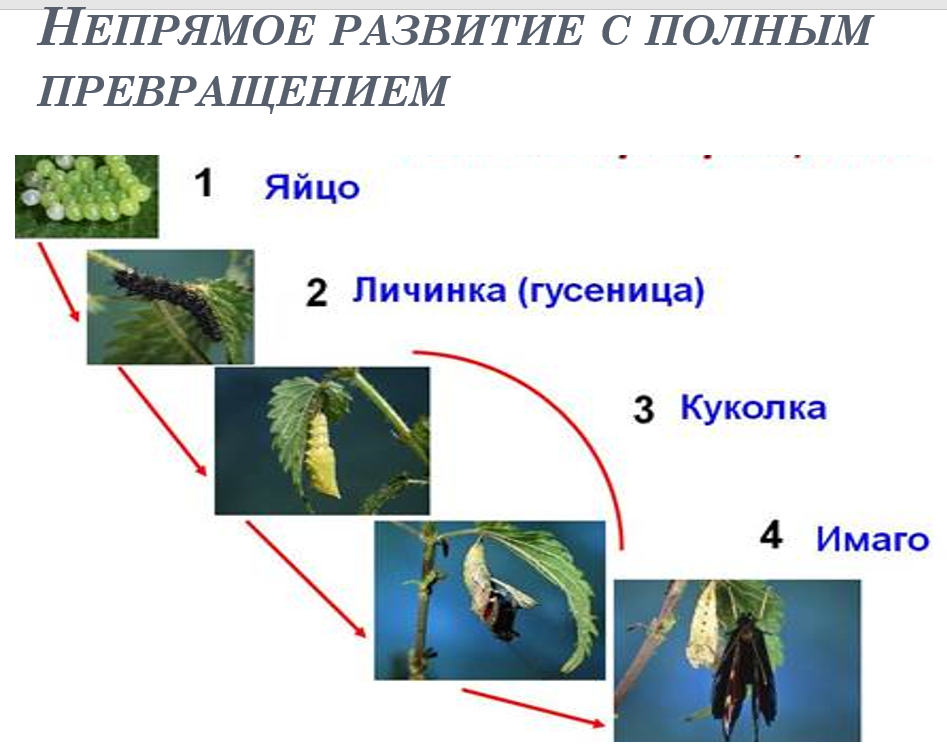 Непрямое развитие с полным
превращением
1 Яйцо
2 Личинка (гусеница)
3 Куколка
4 Имаго